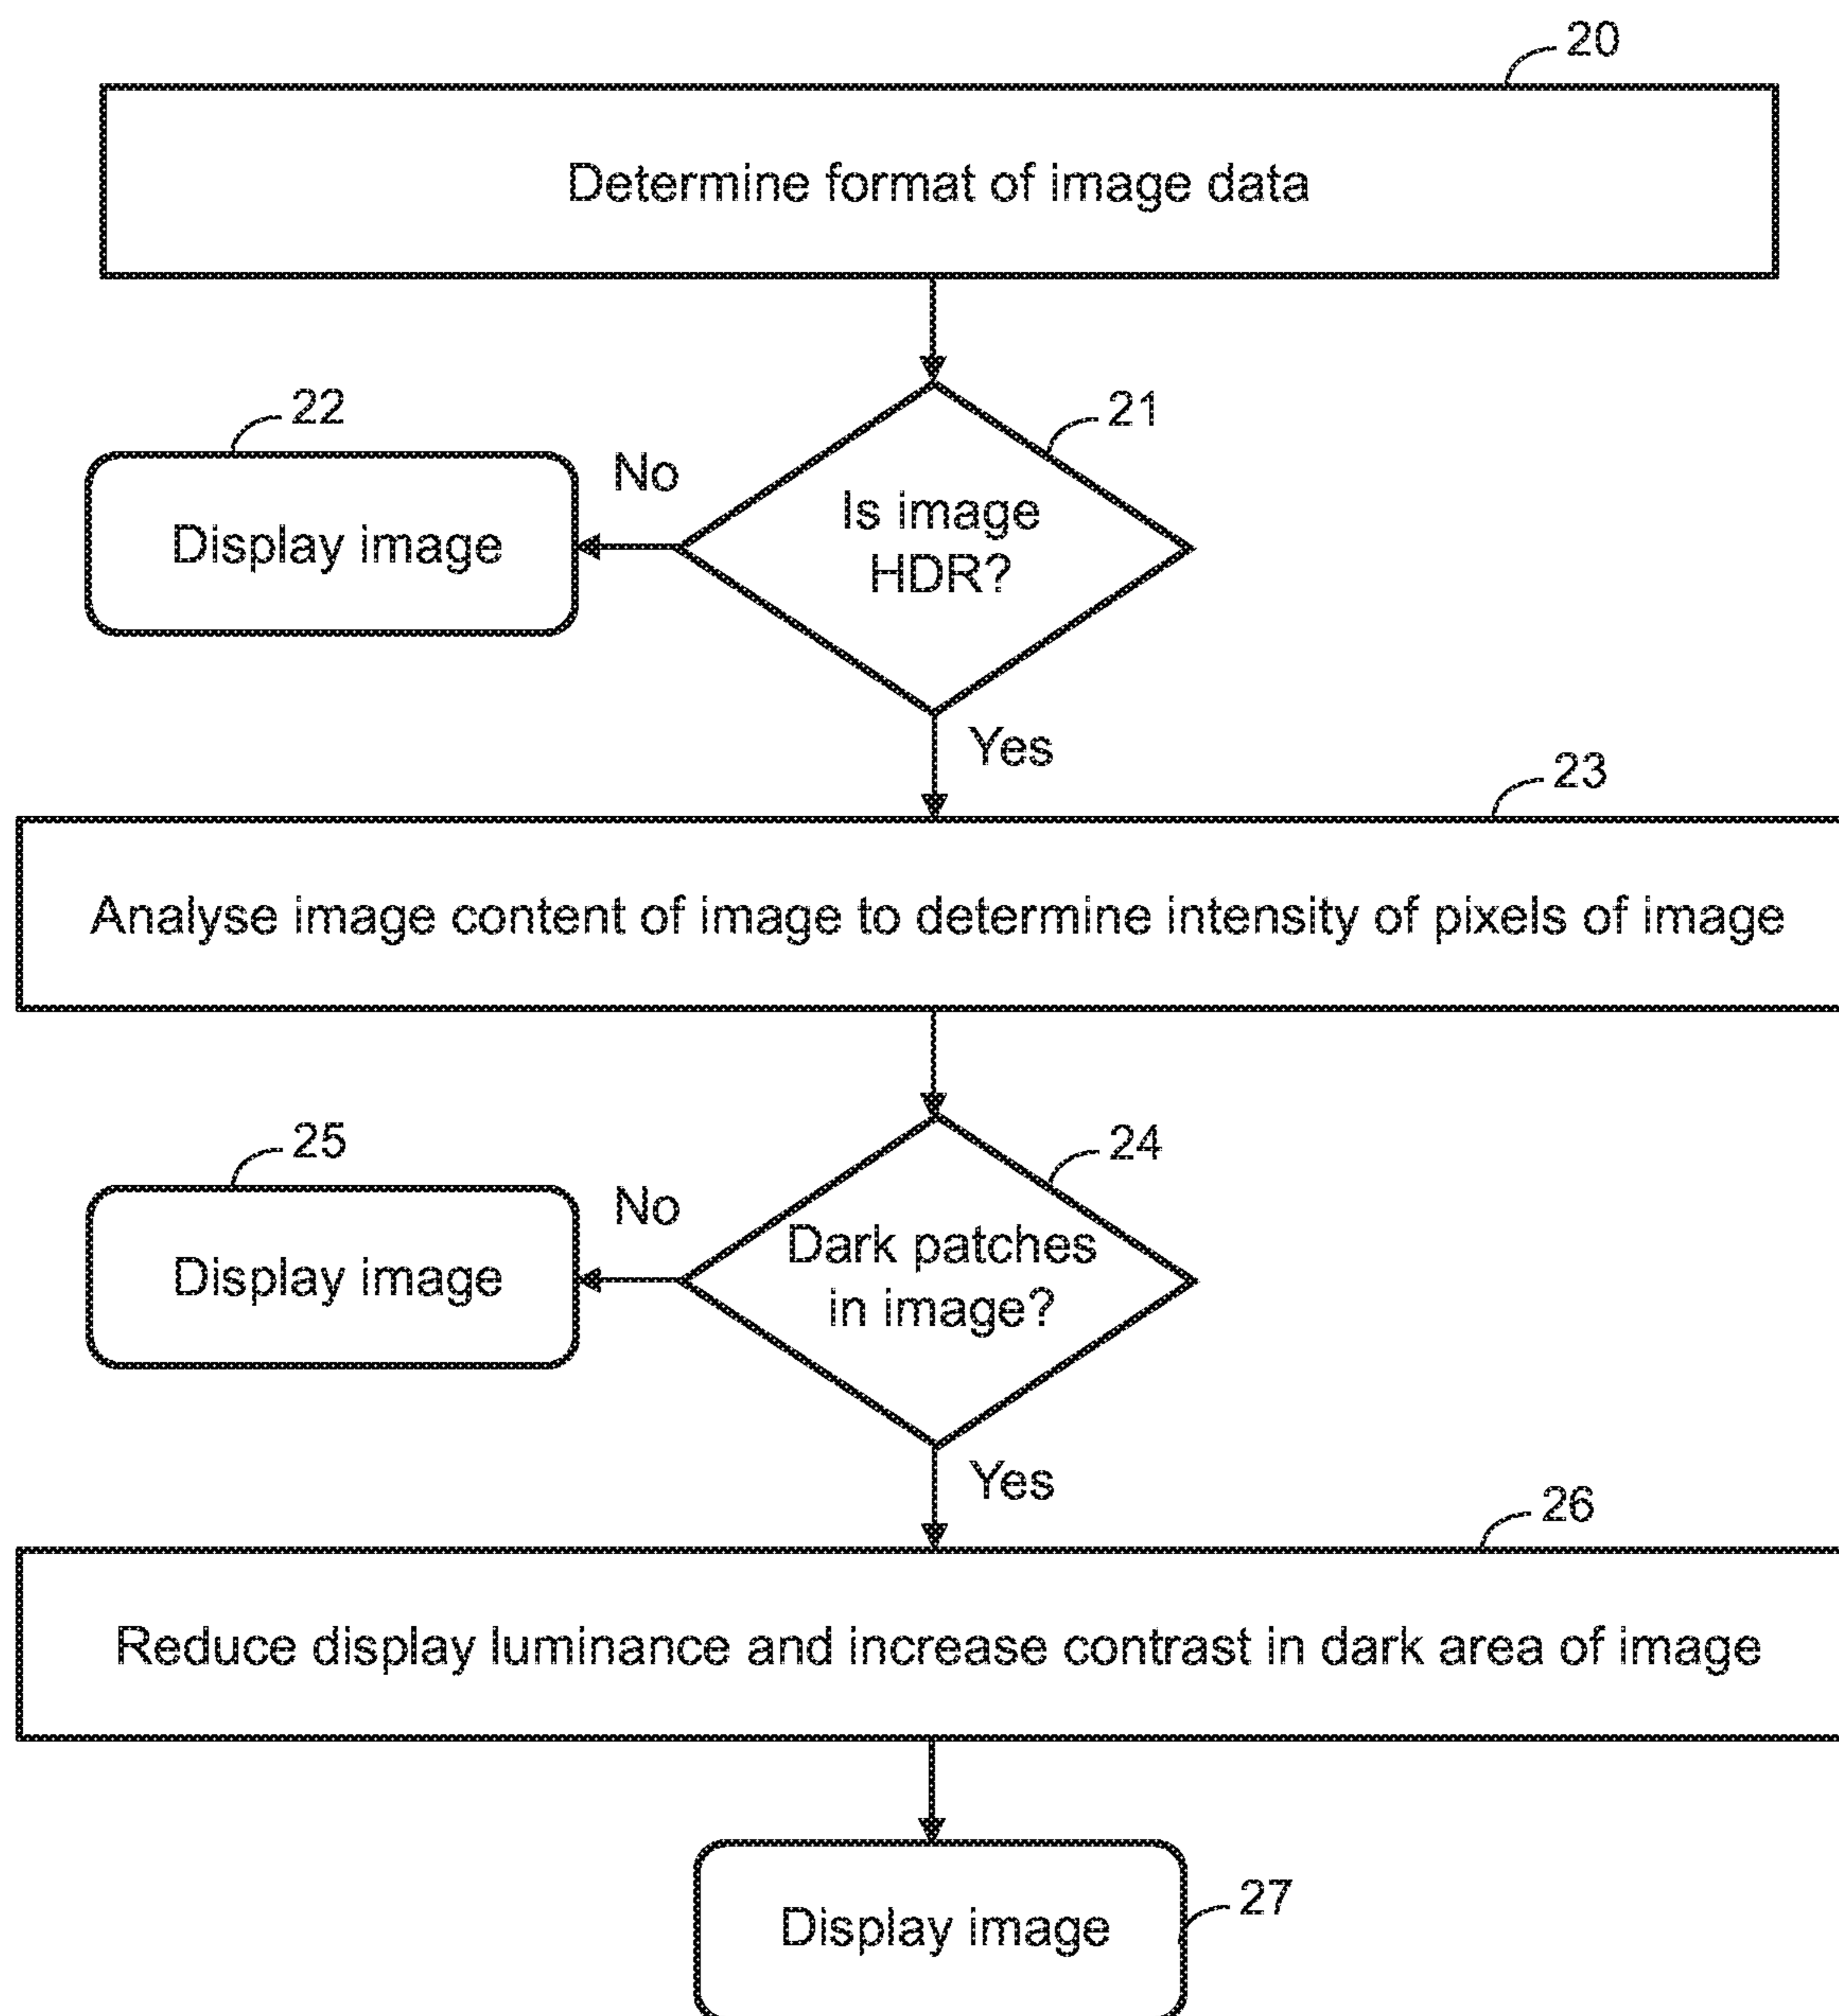 20
Determine format of image data
22
21
No
Is image
HDR?
Display image
Yes
23
Analyse image content of image to determine intensity of pixels of image
25
24
No
Dark patches
in image?
Display image
Yes
26
Reduce display luminance and increase contrast in dark area of image
27
Display image